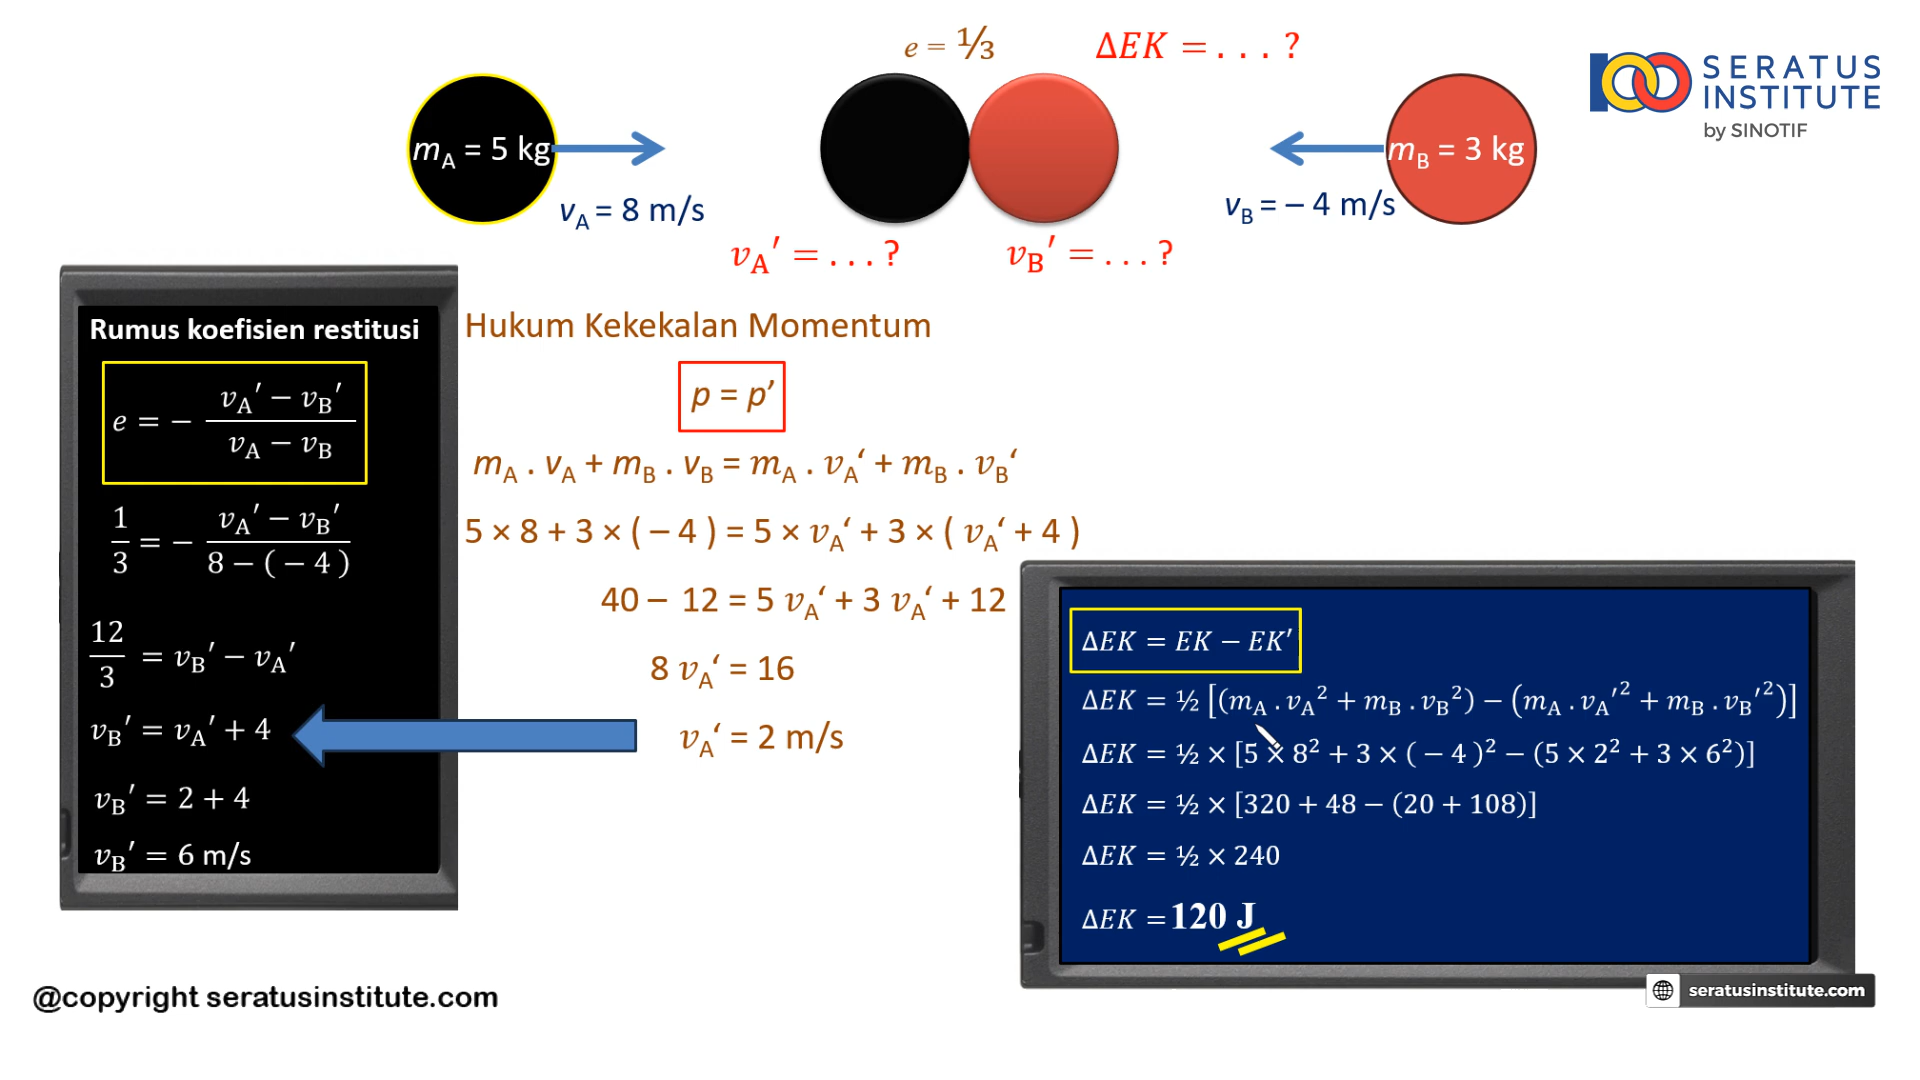 e = ⅓
ΔEK = . . . ?
SERATUS
INSTITUTE
by SINOTIF
mA = 5 kg
mB = 3 kg
vA = 8 m/s
vB = – 4 m/s
vA′ = . . . ?
vB′ = . . . ?
Rumus koefisien restitusi
e = − (vA′ − vB′) / (vA − vB)
1/3 = − (vA′ − vB′) / (8 − ( − 4 ))
12/3 = vB′ − vA′
vB′ = vA′ + 4
vB′ = 2 + 4
vB′ = 6 m/s
Hukum Kekekalan Momentum
p = p’
mA . vA + mB . vB = mA . vA‘ + mB . vB‘
5 × 8 + 3 × ( – 4 ) = 5 × vA‘ + 3 × ( vA‘ + 4 )
40 – 12 = 5 vA‘ + 3 vA‘ + 12
8 vA‘ = 16
vA‘ = 2 m/s
ΔEK = EK − EK′
ΔEK = ½ [(mA . vA² + mB . vB²) − (mA . vA′² + mB . vB′²)]
ΔEK = ½ × [5 × 8² + 3 × ( − 4 )² − (5 × 2² + 3 × 6²)]
ΔEK = ½ × [320 + 48 − (20 + 108)]
ΔEK = ½ × 240
ΔEK = 120 J
@copyright seratusinstitute.com
seratusinstitute.com